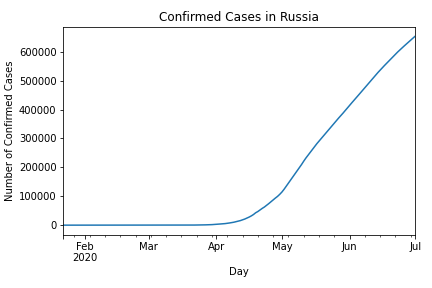 Confirmed Cases in Russia
Number of Confirmed Cases
600000
500000
400000
300000
200000
100000
0
Feb Mar Apr May Jun Jul
2020
Day